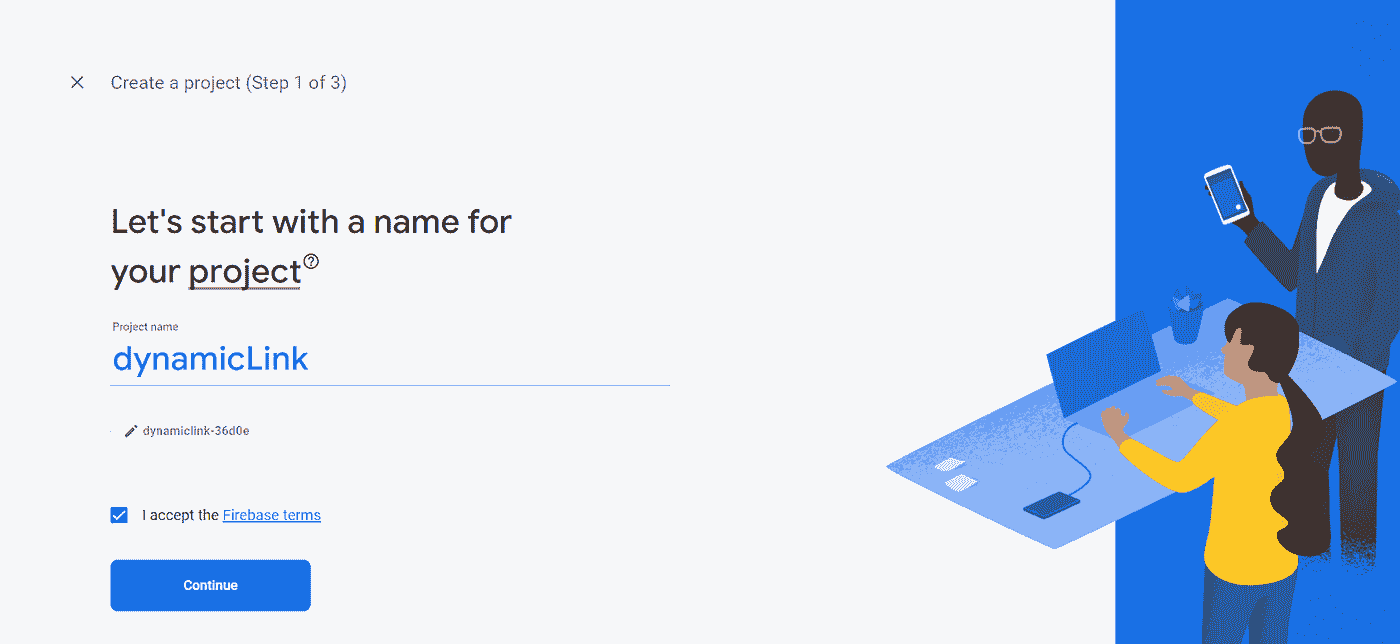 Create a project (Step 1 of 3)
Let's start with a name for
your project
Project name
dynamicLink
dynamiclink-36d0e
I accept the Firebase terms
Continue